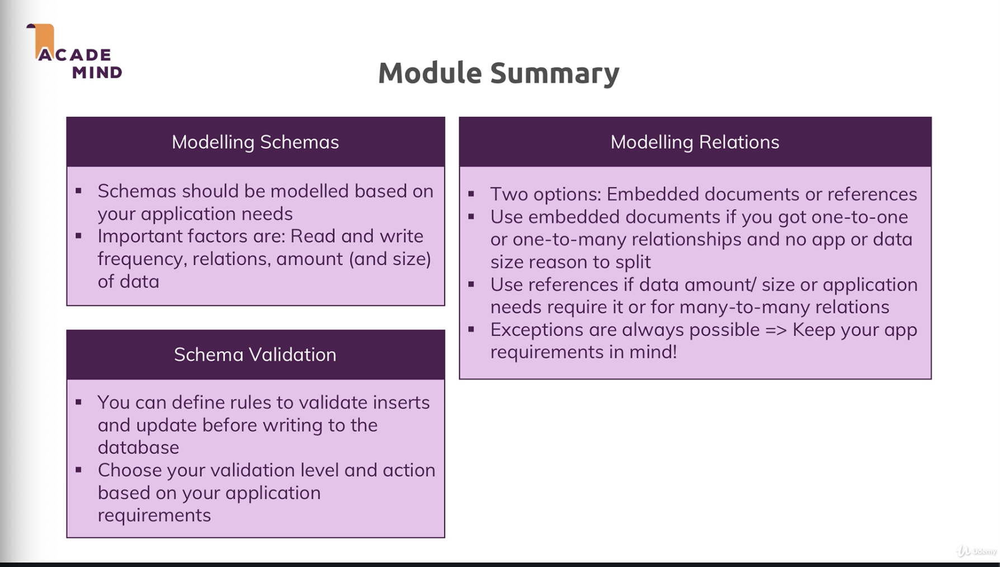 ACADE
MIND
Module Summary
Modelling Schemas
▪ Schemas should be modelled based on
your application needs
▪ Important factors are: Read and write
frequency, relations, amount (and size)
of data
Schema Validation
▪ You can define rules to validate inserts
and update before writing to the
database
▪ Choose your validation level and action
based on your application
requirements
Modelling Relations
▪ Two options: Embedded documents or references
▪ Use embedded documents if you got one-to-one
or one-to-many relationships and no app or data
size reason to split
▪ Use references if data amount/ size or application
needs require it or for many-to-many relations
▪ Exceptions are always possible => Keep your app
requirements in mind!
Udemy